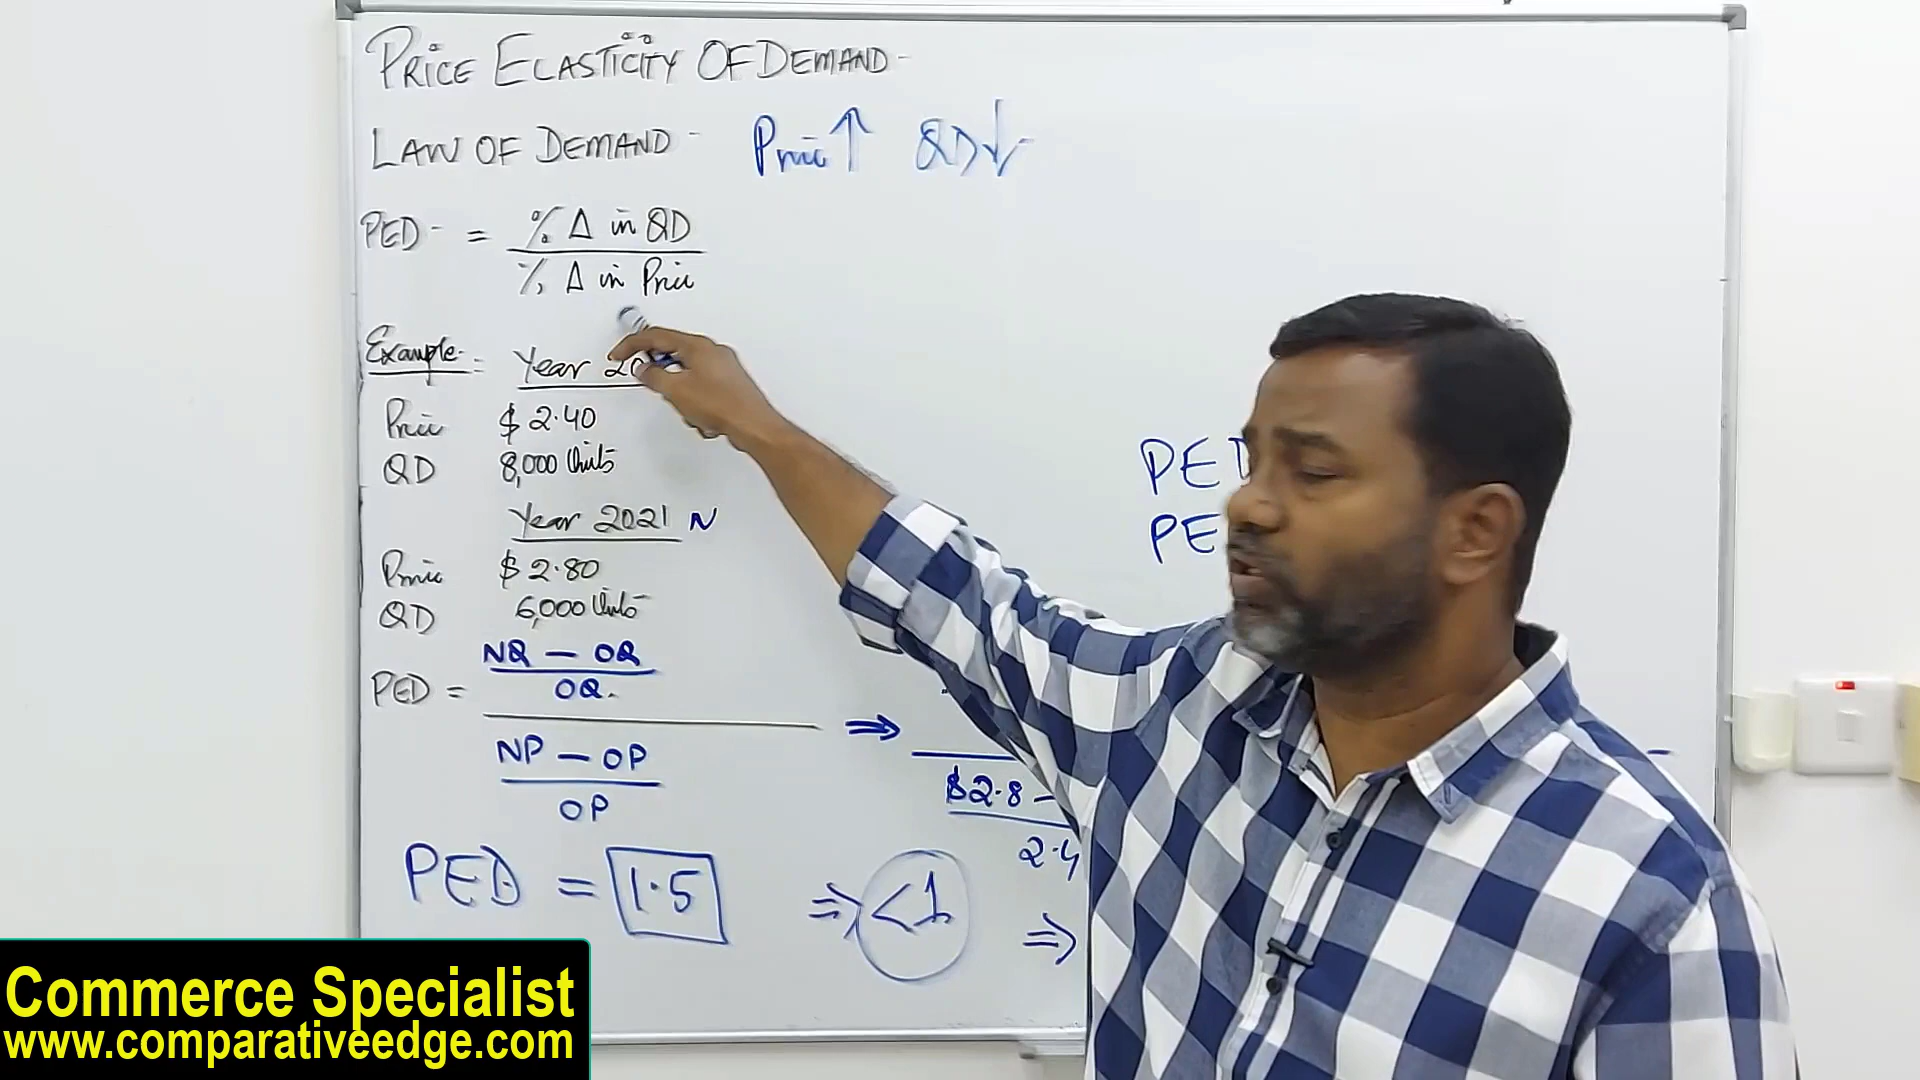 PRICE ELASTICITY OF DEMAND -
LAW OF DEMAND - Price↑ QD↓
PED - = % Δ in QD
% Δ in Price
Example - Year 20
Price $ 2.40
QD 8,000 Units
Year 2021 N
Price $ 2.80
QD 6,000 Units
PED = NQ — OQ
OQ.
NP — OP
OP
⇒
$2.8 -
2.4
PED = 1.5 ⇒ <1 ⇒
PED
PE
Commerce Specialist
www.comparativeedge.com